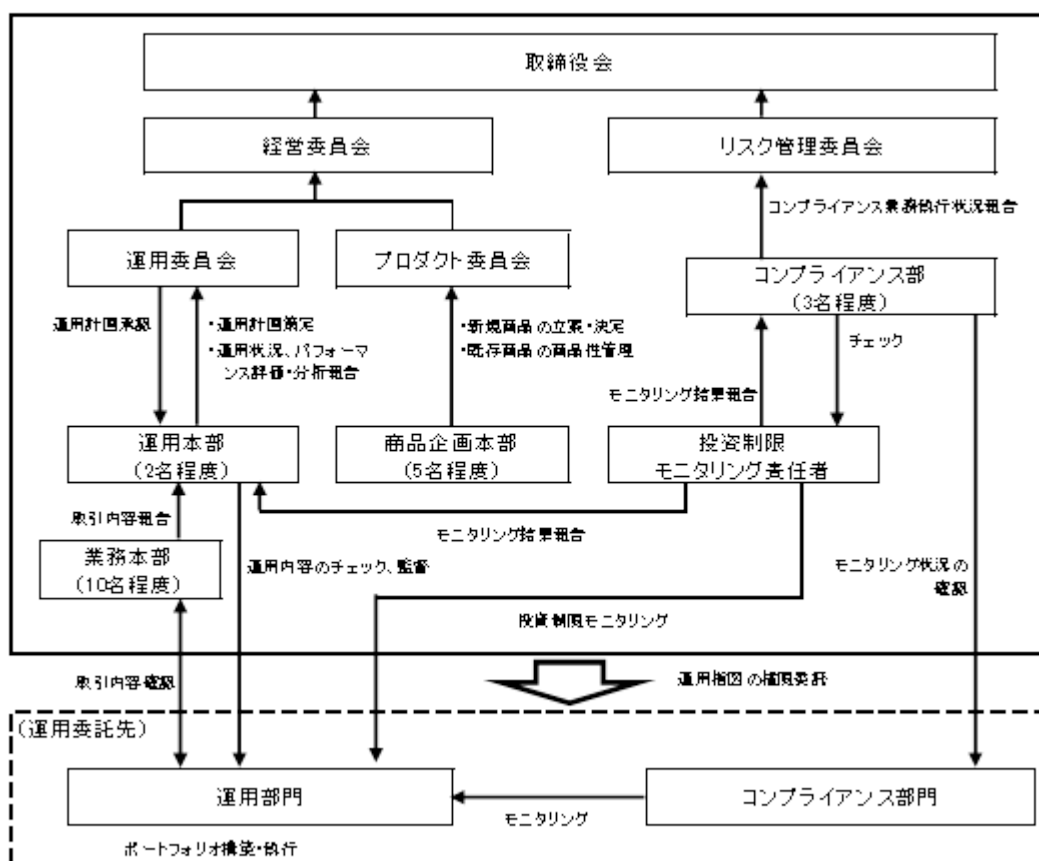 取締役会
経営委員会
リスク管理委員会
コンプライアンス業務執行状況報告
運用委員会
プロダクト委員会
コンプライアンス部
(3名程度)
運用計画承認
・運用計画策定
・運用状況、パフォーマ
ンス評価・分析報告
・新規商品の立案・決定
・既存商品の商品性管理
チェック
モニタリング結果報告
運用本部
(2名程度)
商品企画本部
(5名程度)
投資制限
モニタリング責任者
取引内容報告
モニタリング結果報告
業務本部
(10名程度)
運用内容のチェック、監督
モニタリング状況の
確認
投資制限モニタリング
取引内容確認
運用指図の権限委託
(運用委託先)
運用部門
コンプライアンス部門
モニタリング
ポートフォリオ構築・執行